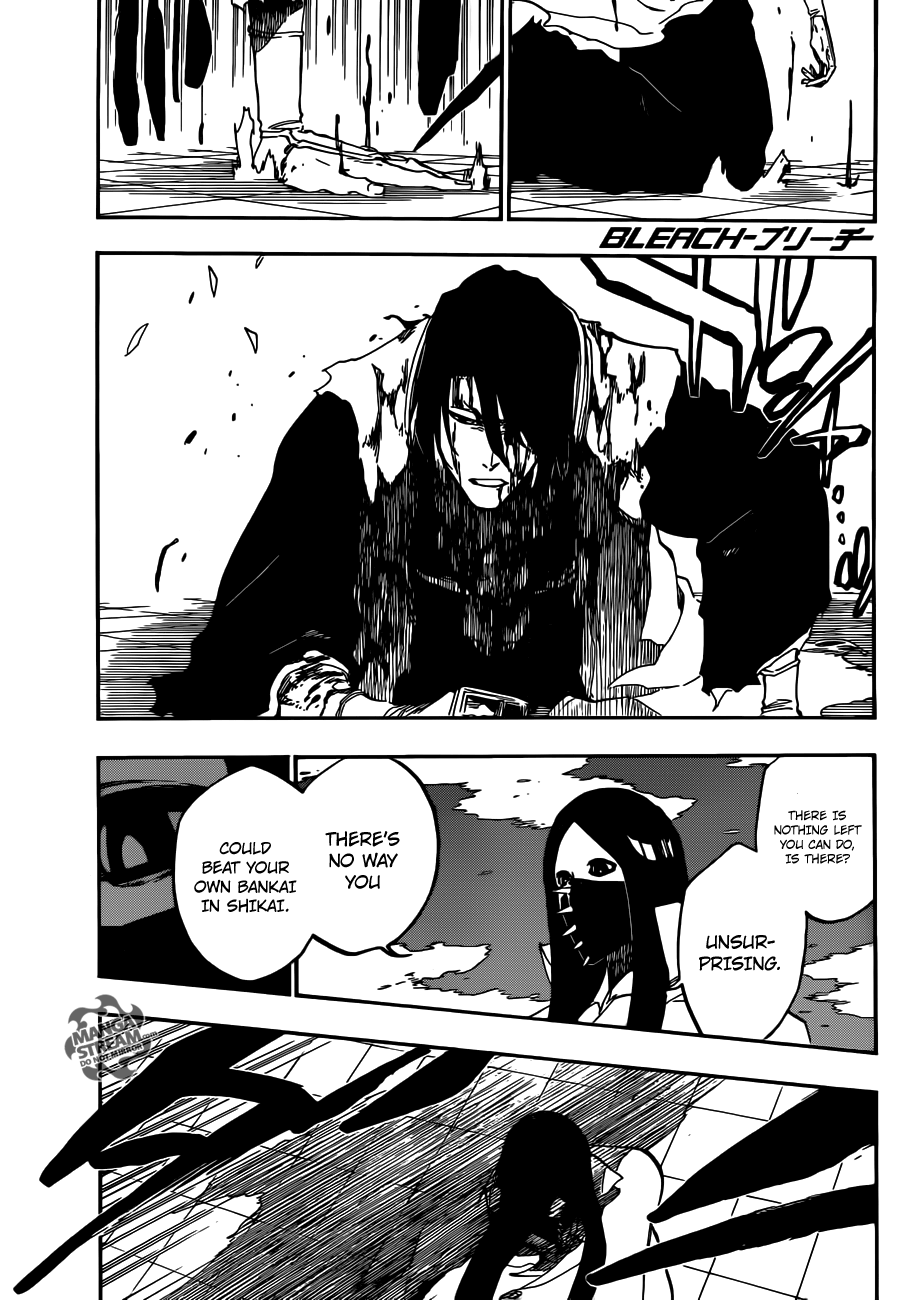 BLEACH-ブリーチ-
THERE IS
NOTHING LEFT
YOU CAN DO,
IS THERE?
UNSUR-
PRISING.
THERE'S
NO WAY
YOU
COULD
BEAT YOUR
OWN BANKAI
IN SHIKAI.
MANGA
STREAM.com
DO NOT MIRROR